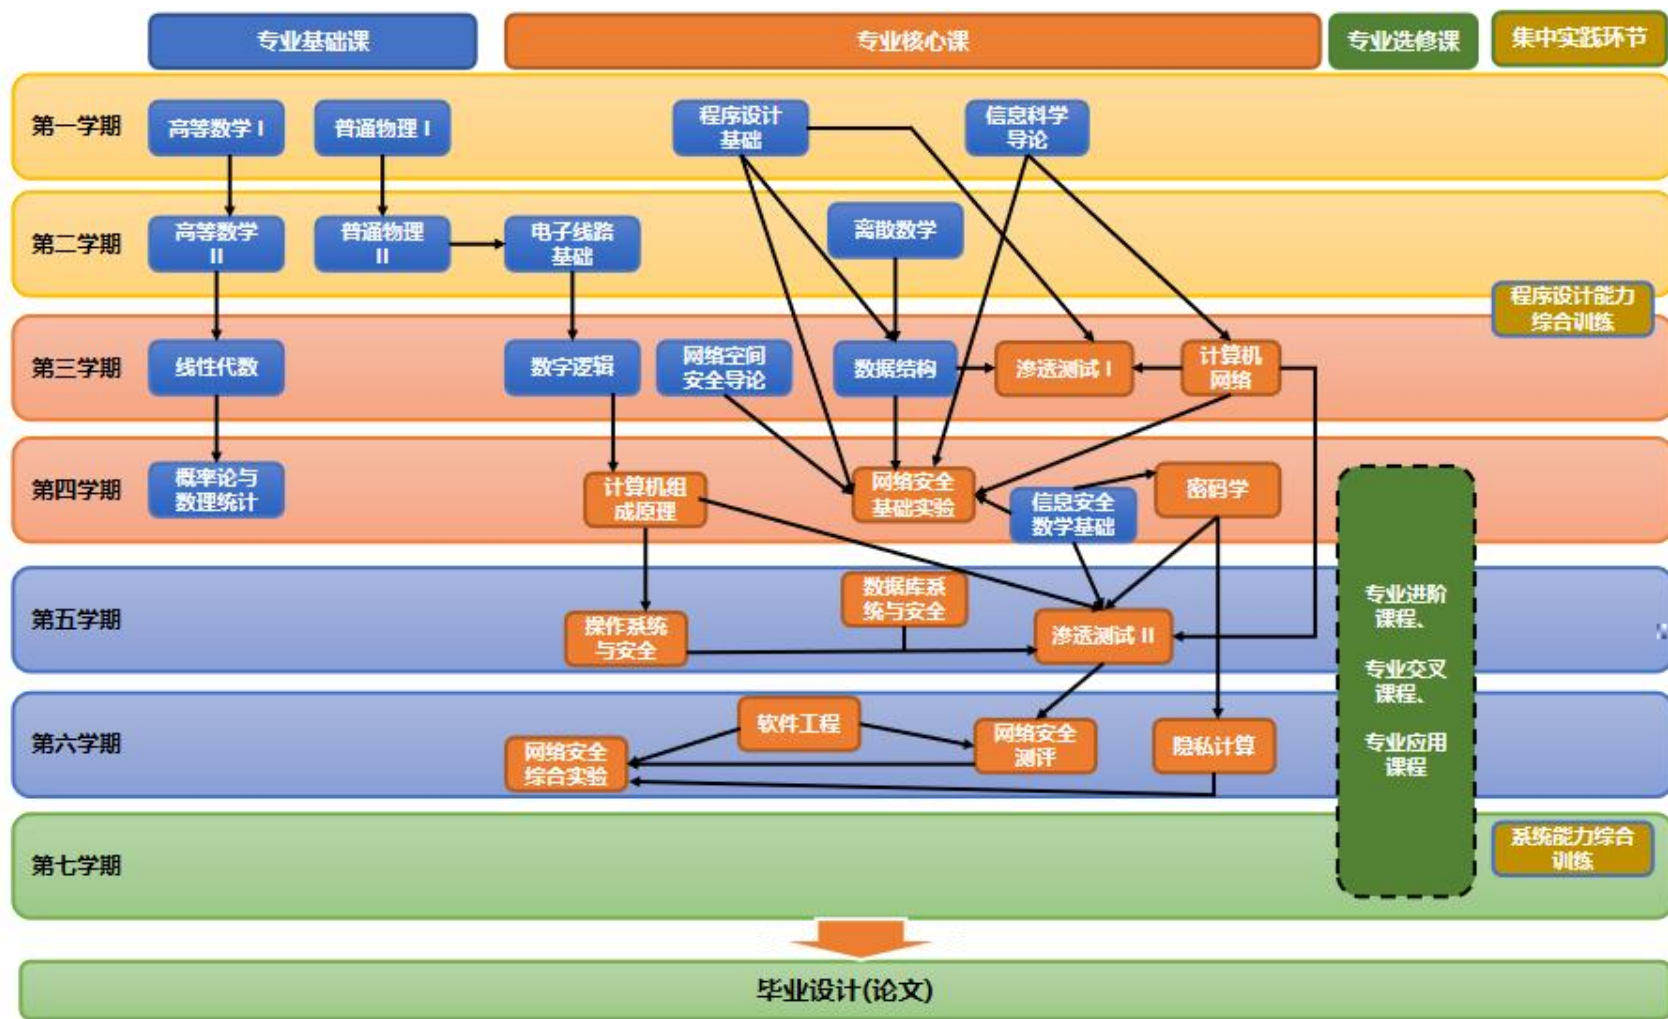 专业基础课
专业核心课
专业选修课
集中实践环节
第一学期
高等数学 I
普通物理 I
程序设计
基础
信息科学
导论
第二学期
高等数学
II
普通物理
II
电子线路
基础
离散数学
程序设计能力
综合训练
第三学期
线性代数
数字逻辑
网络空间
安全导论
数据结构
渗透测试 I
计算机
网络
第四学期
概率论与
数理统计
计算机组
成原理
网络安全
基础实验
信息安全
数学基础
密码学
第五学期
操作系统
与安全
数据库系
统与安全
渗透测试 II
专业进阶
课程、
专业交叉
课程、
专业应用
课程
第六学期
网络安全
综合实验
软件工程
网络安全
测评
隐私计算
第七学期
系统能力综合
训练
毕业设计(论文)